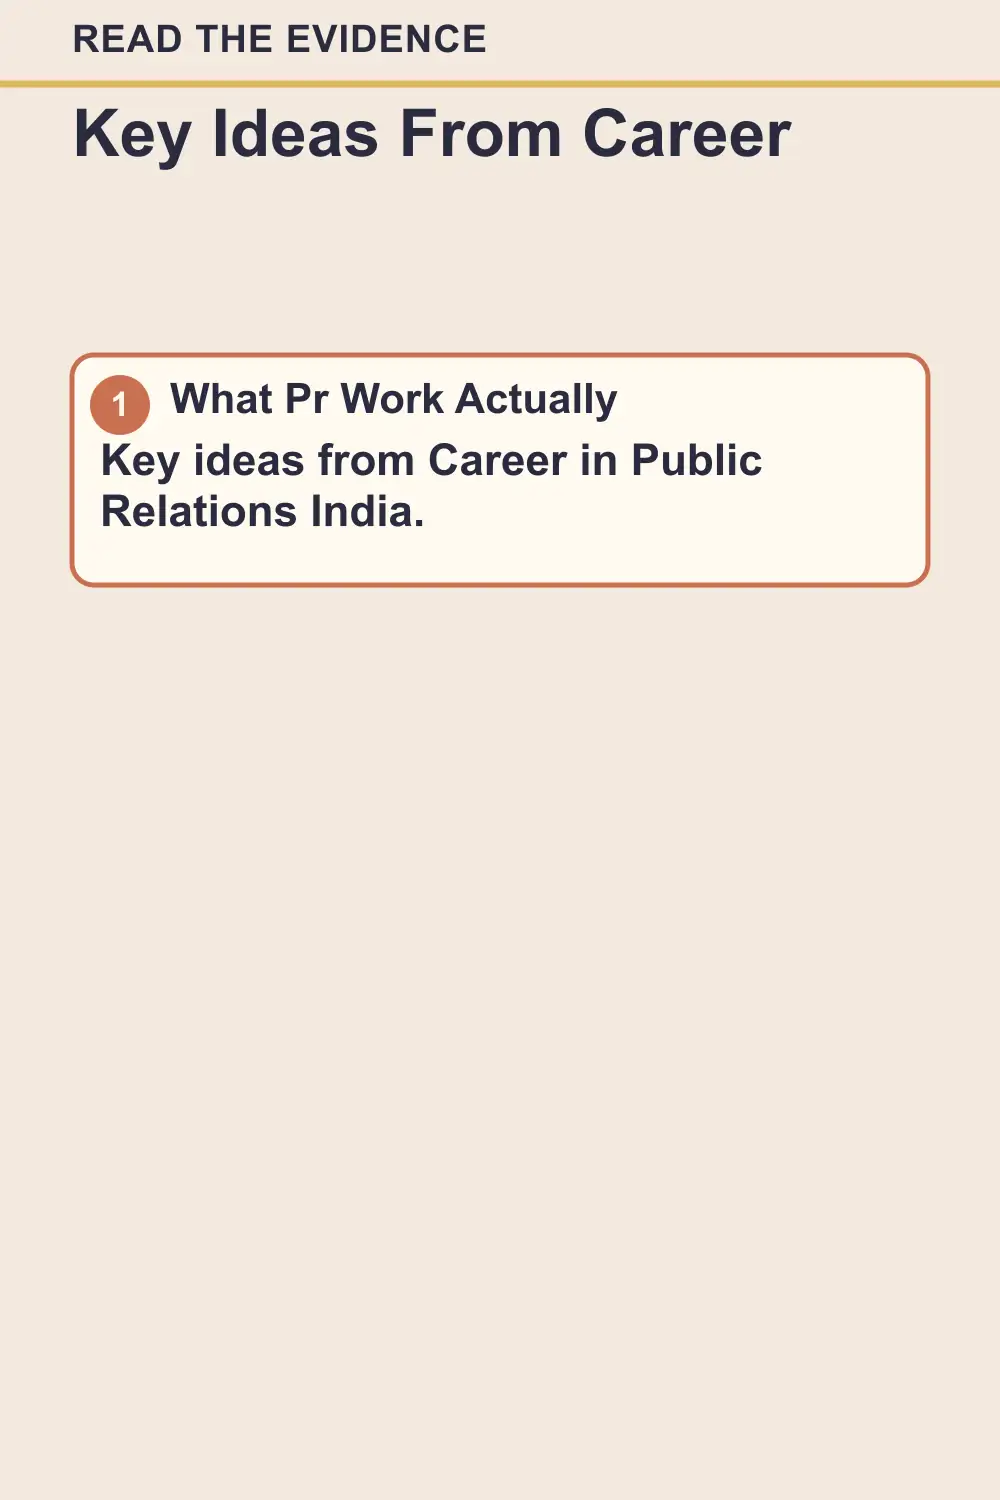 READ THE EVIDENCE
Key Ideas From Career
1 What Pr Work Actually
Key ideas from Career in Public
Relations India.